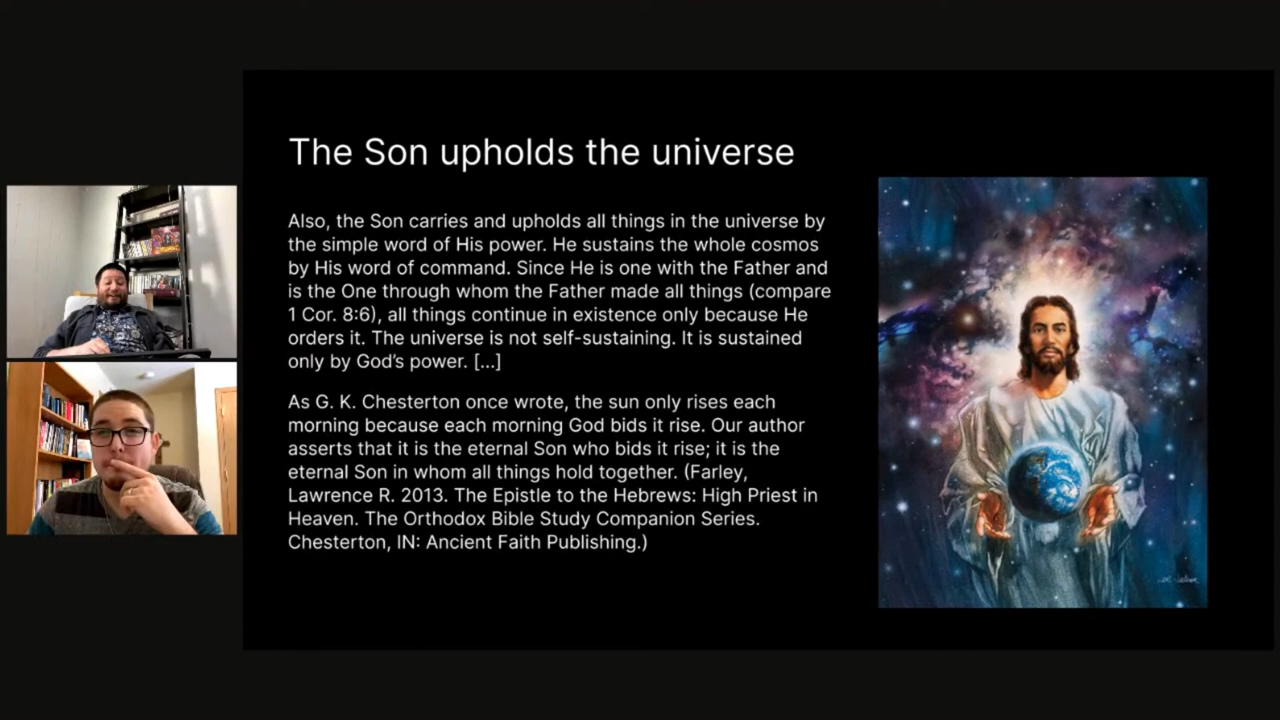 The Son upholds the universe
Also, the Son carries and upholds all things in the universe by
the simple word of His power. He sustains the whole cosmos
by His word of command. Since He is one with the Father and
is the One through whom the Father made all things (compare
1 Cor. 8:6), all things continue in existence only because He
orders it. The universe is not self-sustaining. It is sustained
only by God’s power. [...]
As G. K. Chesterton once wrote, the sun only rises each
morning because each morning God bids it rise. Our author
asserts that it is the eternal Son who bids it rise; it is the
eternal Son in whom all things hold together. (Farley,
Lawrence R. 2013. The Epistle to the Hebrews: High Priest in
Heaven. The Orthodox Bible Study Companion Series.
Chesterton, IN: Ancient Faith Publishing.)